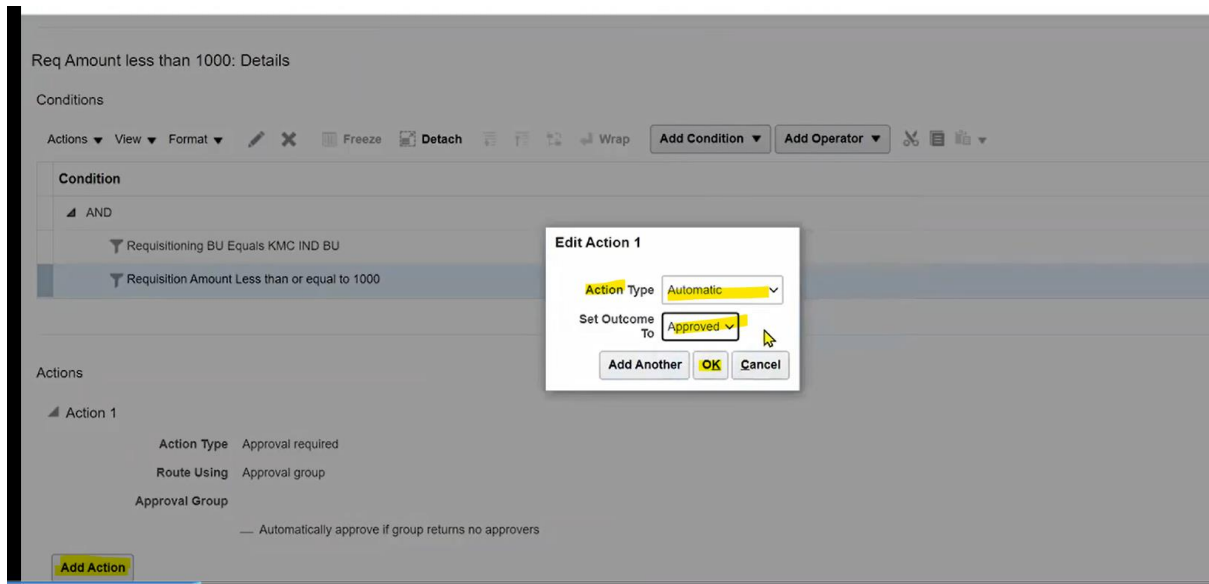 Req Amount less than 1000: Details
Conditions
Actions View Format Freeze Detach Wrap Add Condition Add Operator
Condition
AND
Requisitioning BU Equals KMC IND BU
Requisition Amount Less than or equal to 1000
Edit Action 1
Action Type Automatic
Set Outcome
To Approved
Add Another OK Cancel
Actions
Action 1
Action Type Approval required
Route Using Approval group
Approval Group
Automatically approve if group returns no approvers
Add Action